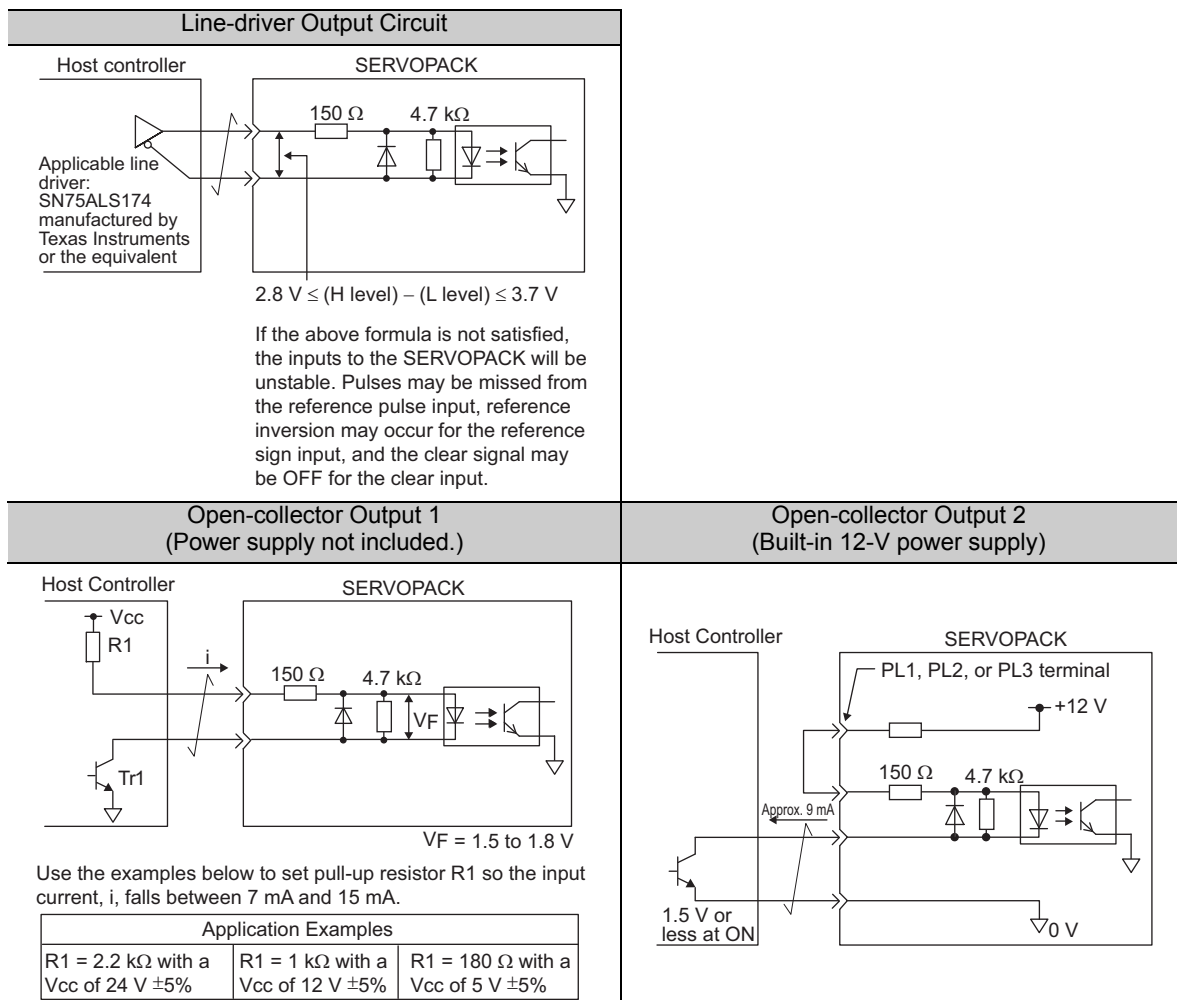 Line-driver Output Circuit
Host controller
SERVOPACK
150 Ω
4.7 kΩ
Applicable line
driver:
SN75ALS174
manufactured by
Texas Instruments
or the equivalent
2.8 V ≤ (H level) – (L level) ≤ 3.7 V
If the above formula is not satisfied,
the inputs to the SERVOPACK will be
unstable. Pulses may be missed from
the reference pulse input, reference
inversion may occur for the reference
sign input, and the clear signal may
be OFF for the clear input.
Open-collector Output 1
(Power supply not included.)
Host Controller
SERVOPACK
Vcc
R1
i
150 Ω
4.7 kΩ
VF
Tr1
VF = 1.5 to 1.8 V
Use the examples below to set pull-up resistor R1 so the input
current, i, falls between 7 mA and 15 mA.
Application Examples
R1 = 2.2 kΩ with a
Vcc of 24 V ±5%
R1 = 1 kΩ with a
Vcc of 12 V ±5%
R1 = 180 Ω with a
Vcc of 5 V ±5%
Open-collector Output 2
(Built-in 12-V power supply)
Host Controller
SERVOPACK
PL1, PL2, or PL3 terminal
+12 V
150 Ω
4.7 kΩ
Approx. 9 mA
1.5 V or
less at ON
0 V